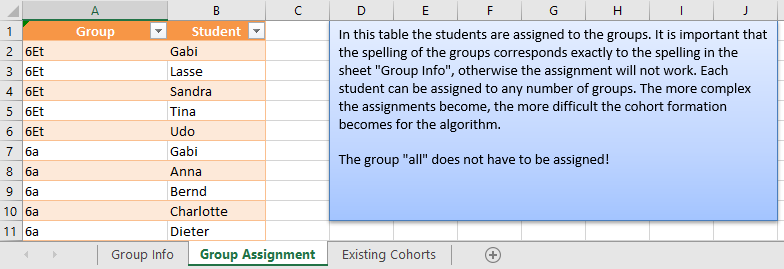 A B C D E F G H I J
1 Group Student
2 6Et Gabi
3 6Et Lasse
4 6Et Sandra
5 6Et Tina
6 6Et Udo
7 6a Gabi
8 6a Anna
9 6a Bernd
10 6a Charlotte
11 6a Dieter
In this table the students are assigned to the groups. It is important that
the spelling of the groups corresponds exactly to the spelling in the
sheet "Group Info", otherwise the assignment will not work. Each
student can be assigned to any number of groups. The more complex
the assignments become, the more difficult the cohort formation
becomes for the algorithm.
The group "all" does not have to be assigned!
Group Info Group Assignment Existing Cohorts